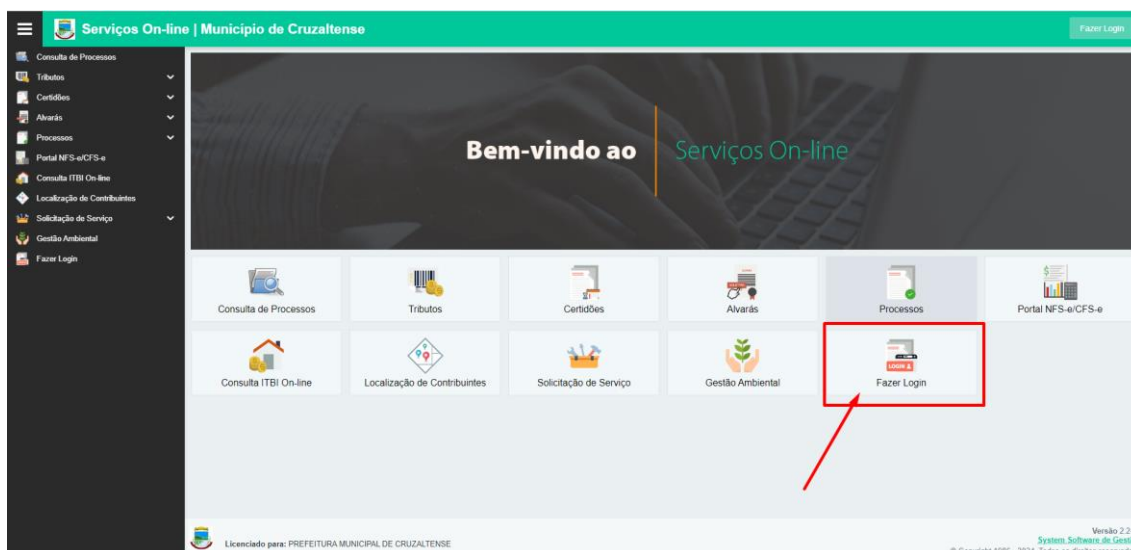 Serviços On-line | Município de Cruzaltense
Fazer Login
Consulta de Processos
Tributos
Certidões
Alvarás
Processos
Portal NFS-e/CFS-e
Consulta ITBI On-line
Localização de Contribuintes
Solicitação de Serviço
Gestão Ambiental
Fazer Login
Bem-vindo ao Serviços On-line
Consulta de Processos Tributos Certidões Alvarás Processos Portal NFS-e/CFS-e
LOGIN
Consulta ITBI On-line Localização de Contribuintes Solicitação de Serviço Gestão Ambiental Fazer Login
Licenciado para: PREFEITURA MUNICIPAL DE CRUZALTENSE
Versão 2.2
System Software de